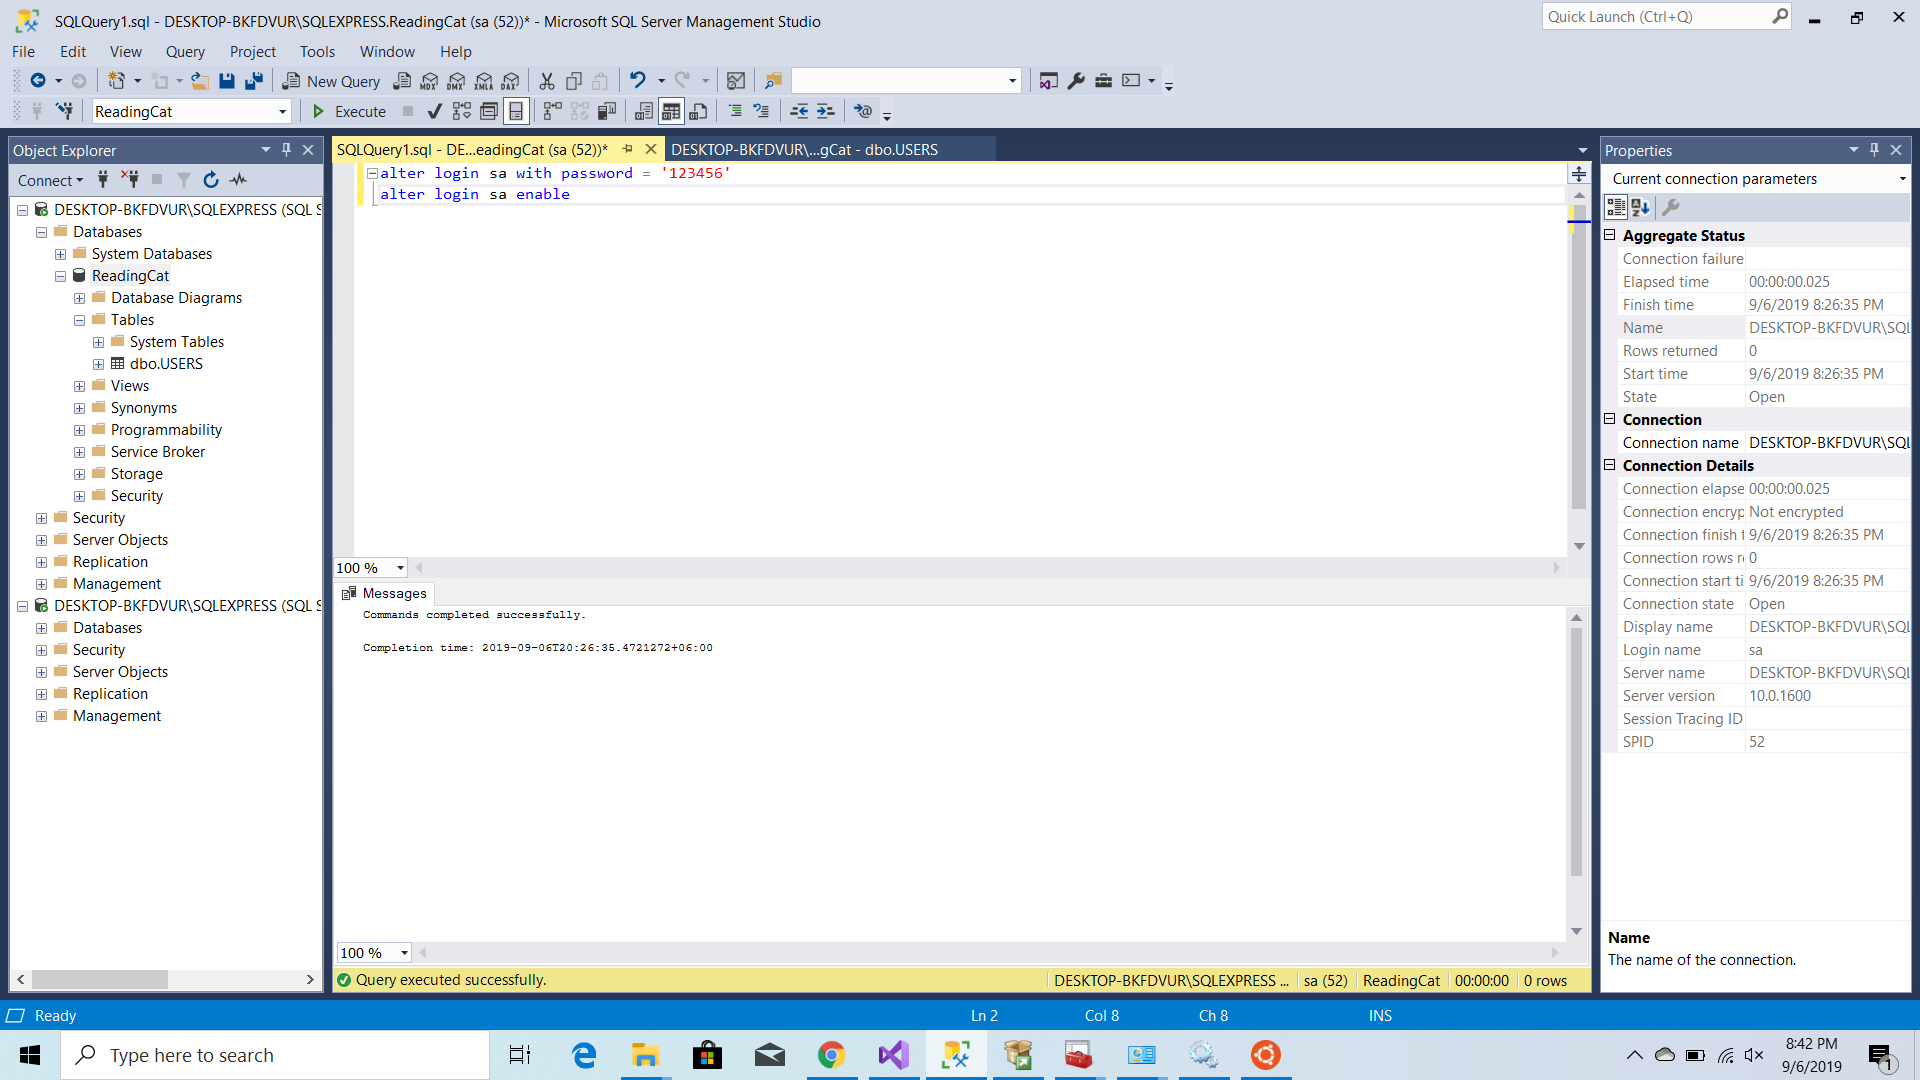 SQLQuery1.sql - DESKTOP-BKFDVUR\SQLEXPRESS.ReadingCat (sa (52))* - Microsoft SQL Server Management Studio
Quick Launch (Ctrl+Q)
File Edit View Query Project Tools Window Help
New Query
MDX DMX XMLA DAX
ReadingCat
Execute
Object Explorer
Connect
DESKTOP-BKFDVUR\SQLEXPRESS (SQL S
Databases
System Databases
ReadingCat
Database Diagrams
Tables
System Tables
dbo.USERS
Views
Synonyms
Programmability
Service Broker
Storage
Security
Security
Server Objects
Replication
Management
DESKTOP-BKFDVUR\SQLEXPRESS (SQL S
Databases
Security
Server Objects
Replication
Management
SQLQuery1.sql - DE...eadingCat (sa (52))*
DESKTOP-BKFDVUR\...gCat - dbo.USERS
alter login sa with password = '123456'
alter login sa enable
100 %
Messages
Commands completed successfully.
Completion time: 2019-09-06T20:26:35.4721272+06:00
100 %
Query executed successfully.
DESKTOP-BKFDVUR\SQLEXPRESS ... sa (52) ReadingCat 00:00:00 0 rows
Properties
Current connection parameters
Aggregate Status
Connection failure
Elapsed time 00:00:00.025
Finish time 9/6/2019 8:26:35 PM
Name DESKTOP-BKFDVUR\SQL
Rows returned 0
Start time 9/6/2019 8:26:35 PM
State Open
Connection
Connection name DESKTOP-BKFDVUR\SQL
Connection Details
Connection elapse 00:00:00.025
Connection encryp Not encrypted
Connection finish t 9/6/2019 8:26:35 PM
Connection rows r 0
Connection start ti 9/6/2019 8:26:35 PM
Connection state Open
Display name DESKTOP-BKFDVUR\SQL
Login name sa
Server name DESKTOP-BKFDVUR\SQL
Server version 10.0.1600
Session Tracing ID
SPID 52
Name
The name of the connection.
Ready
Ln 2 Col 8 Ch 8 INS
Type here to search
8:42 PM
9/6/2019
1